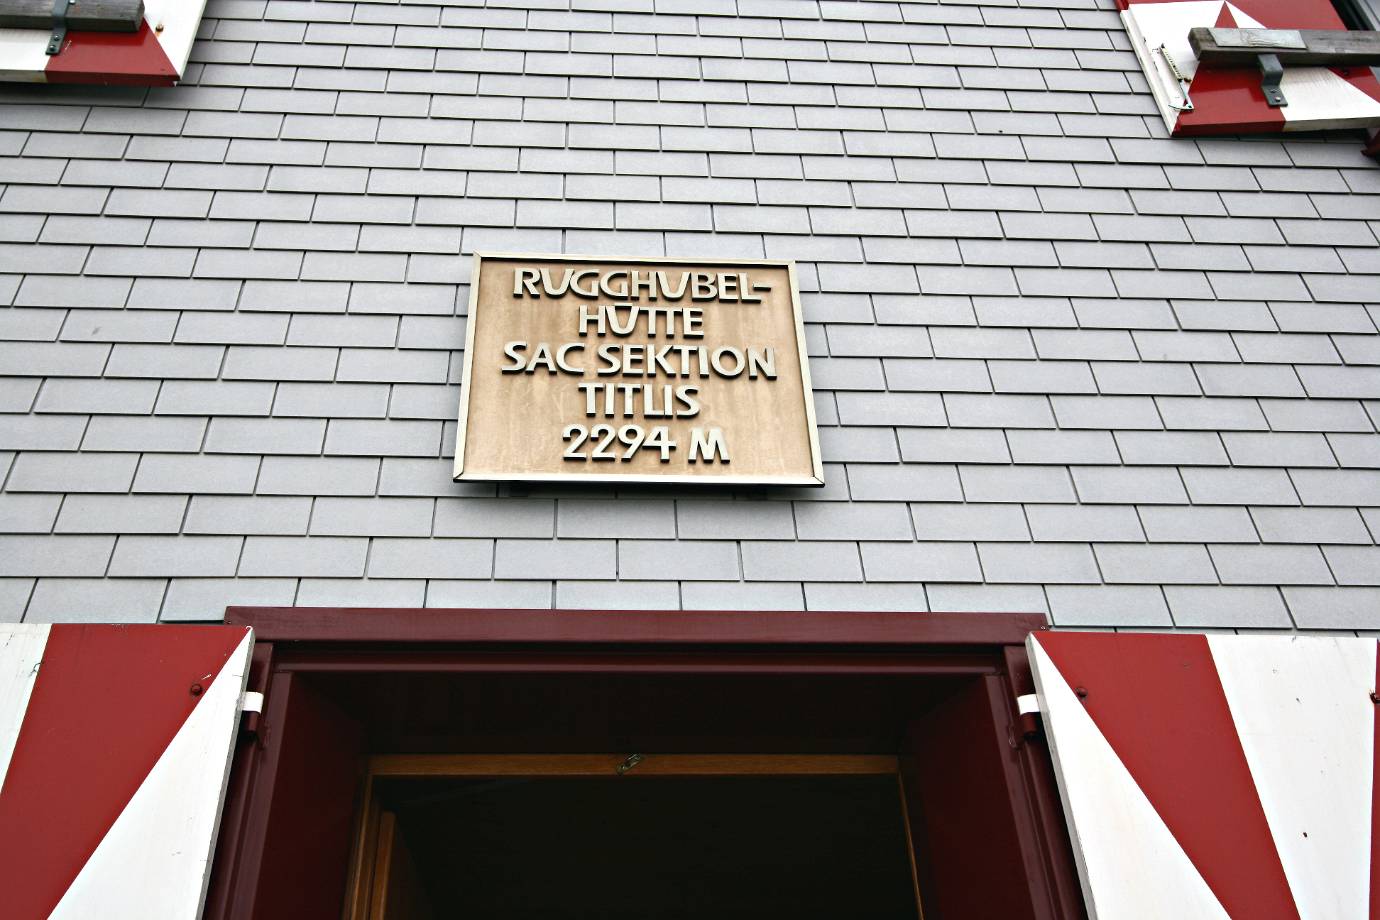 RUGGHUBEL-
HÜTTE
SAC SEKTION
TITLIS
2294 M